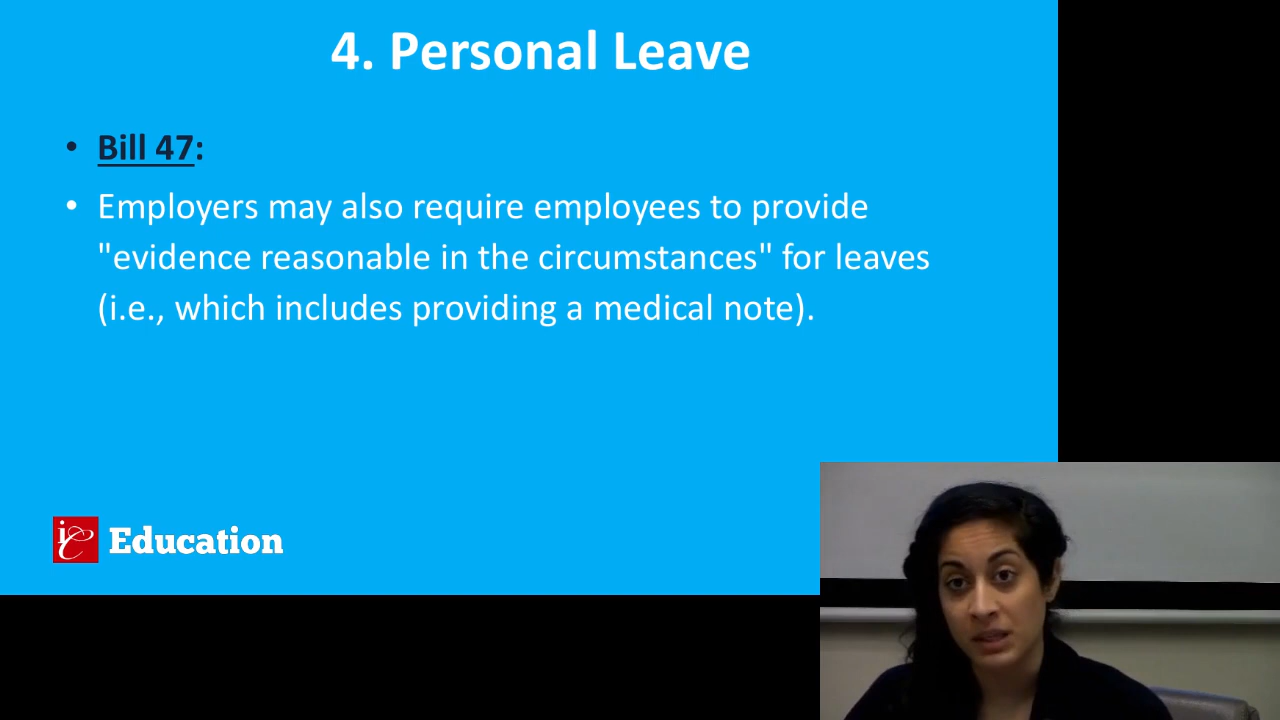 4. Personal Leave
• Bill 47:
• Employers may also require employees to provide
"evidence reasonable in the circumstances" for leaves
(i.e., which includes providing a medical note).
ic Education